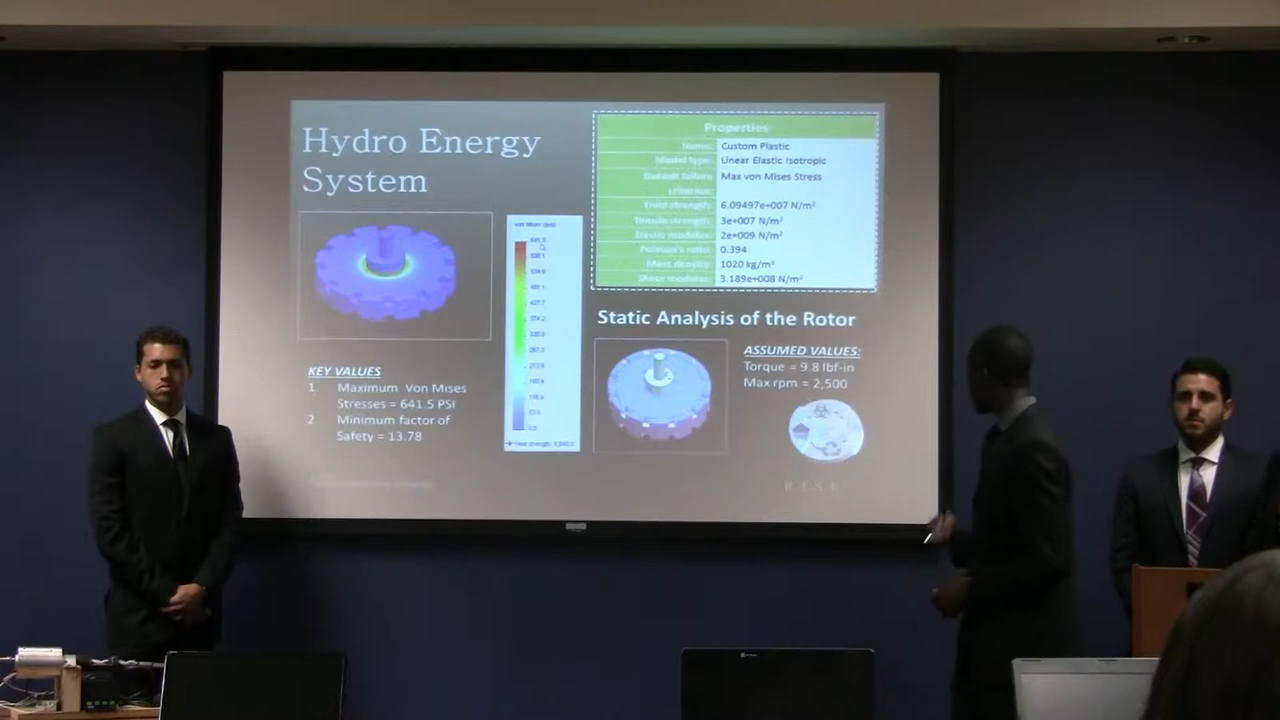 Hydro Energy
System
Properties
Name: Custom Plastic
Model type: Linear Elastic Isotropic
Default failure Max von Mises Stress
criterion:
Yield strength: 6.09497e+007 N/m²
Tensile strength: 3e+007 N/m²
Elastic modulus: 2e+009 N/m²
Poisson's ratio: 0.394
Mass density: 1020 kg/m³
Shear modulus: 3.189e+008 N/m²
von Mises (psi)
Static Analysis of the Rotor
KEY VALUES
1. Maximum Von Mises
Stresses = 641.5 PSI
2 Minimum factor of
Safety = 13.78
ASSUMED VALUES:
Torque = 9.8 lbf-in
Max rpm = 2,500